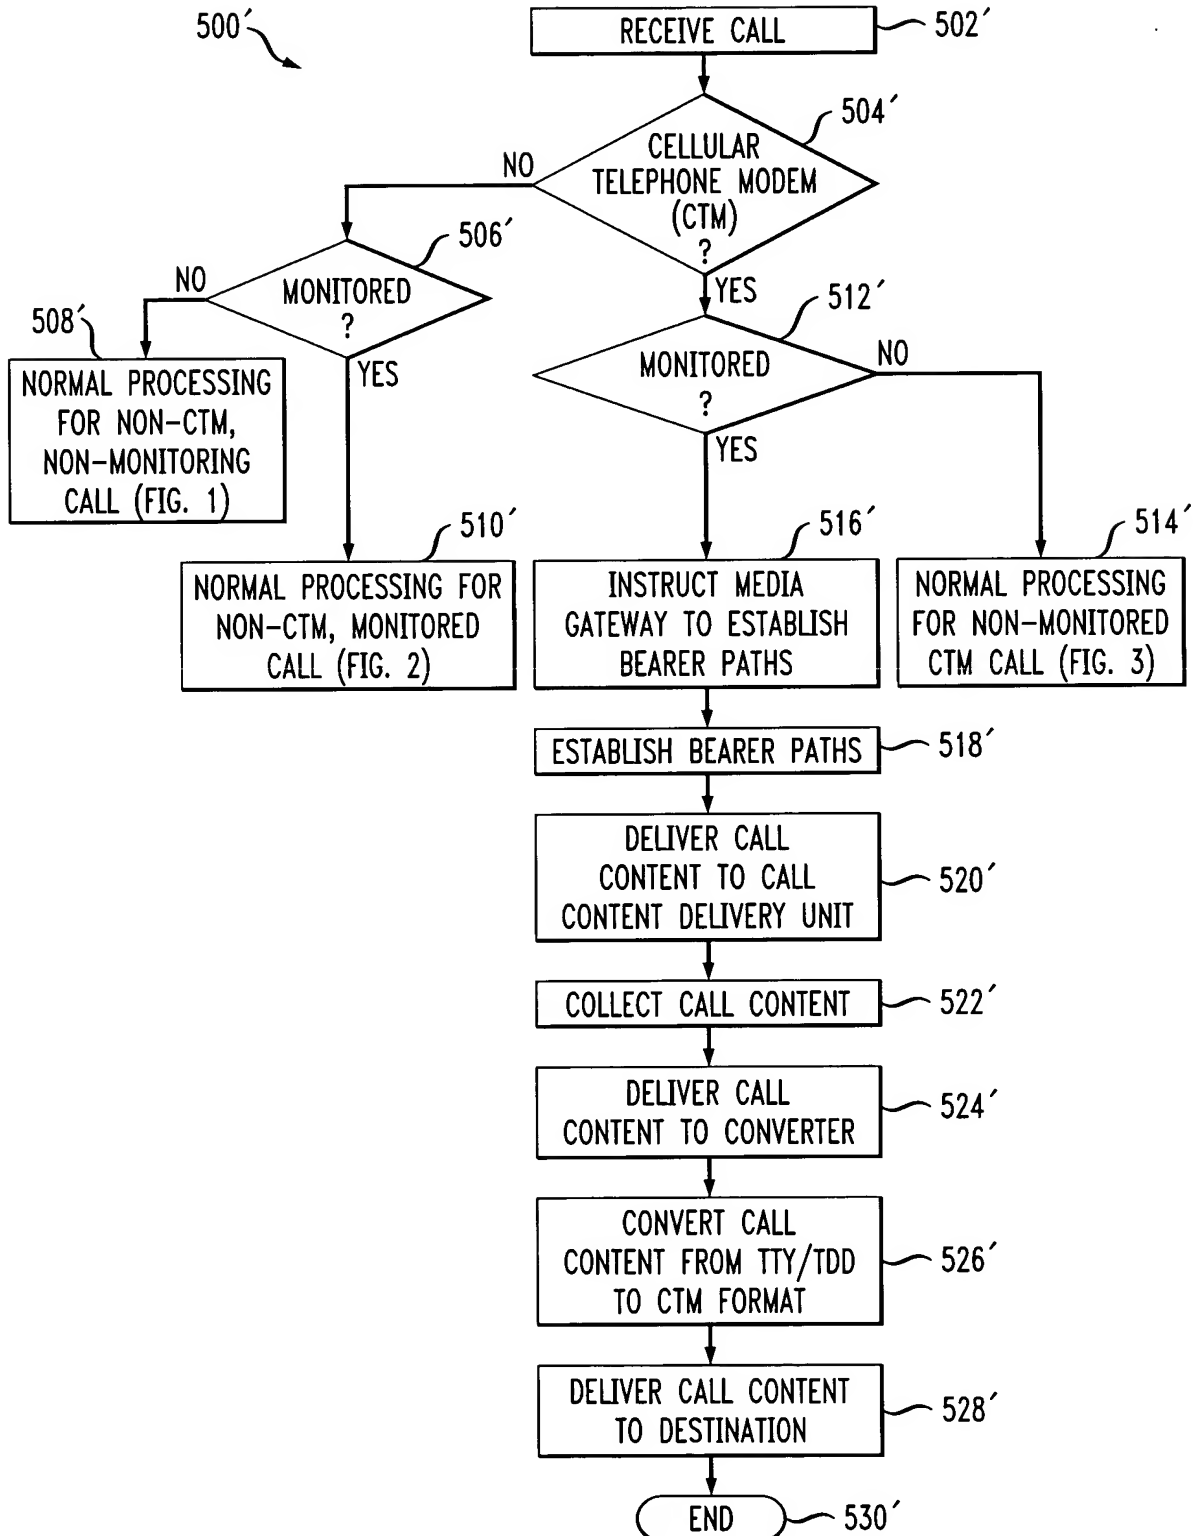 500′
RECEIVE CALL
502′
504′
CELLULAR
TELEPHONE MODEM
(CTM)
?
NO
YES
506′
MONITORED
?
NO
YES
508′
NORMAL PROCESSING
FOR NON-CTM,
NON-MONITORING
CALL (FIG. 1)
512′
MONITORED
?
NO
YES
510′
NORMAL PROCESSING FOR
NON-CTM, MONITORED
CALL (FIG. 2)
516′
INSTRUCT MEDIA
GATEWAY TO ESTABLISH
BEARER PATHS
514′
NORMAL PROCESSING
FOR NON-MONITORED
CTM CALL (FIG. 3)
ESTABLISH BEARER PATHS
518′
DELIVER CALL
CONTENT TO CALL
CONTENT DELIVERY UNIT
520′
COLLECT CALL CONTENT
522′
DELIVER CALL
CONTENT TO CONVERTER
524′
CONVERT CALL
CONTENT FROM TTY/TDD
TO CTM FORMAT
526′
DELIVER CALL CONTENT
TO DESTINATION
528′
END
530′